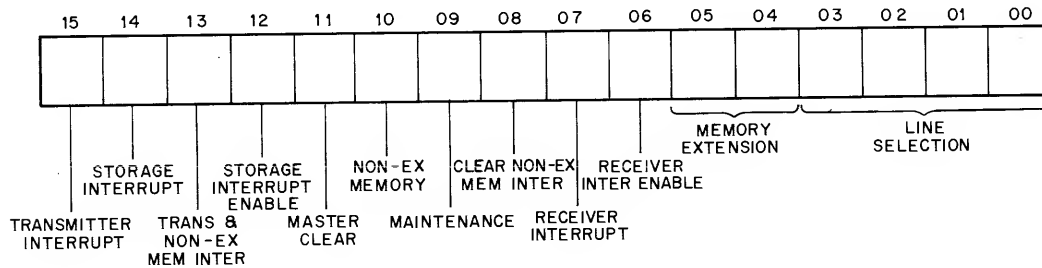 15 14 13 12 11 10 09 08 07 06 05 04 03 02 01 00
MEMORY
EXTENSION
LINE
SELECTION
STORAGE
INTERRUPT
STORAGE
INTERRUPT
ENABLE
NON-EX
MEMORY
CLEAR NON-EX
MEM INTER
RECEIVER
INTER ENABLE
TRANSMITTER
INTERRUPT
TRANS &
NON-EX
MEM INTER
MASTER
CLEAR
MAINTENANCE
RECEIVER
INTERRUPT